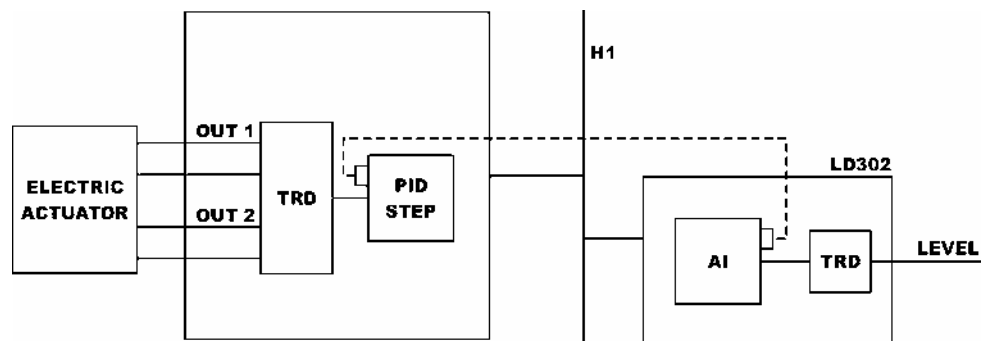 H1
OUT 1
LD302
ELECTRIC
ACTUATOR
TRD
PID
STEP
OUT 2
AI
TRD
LEVEL